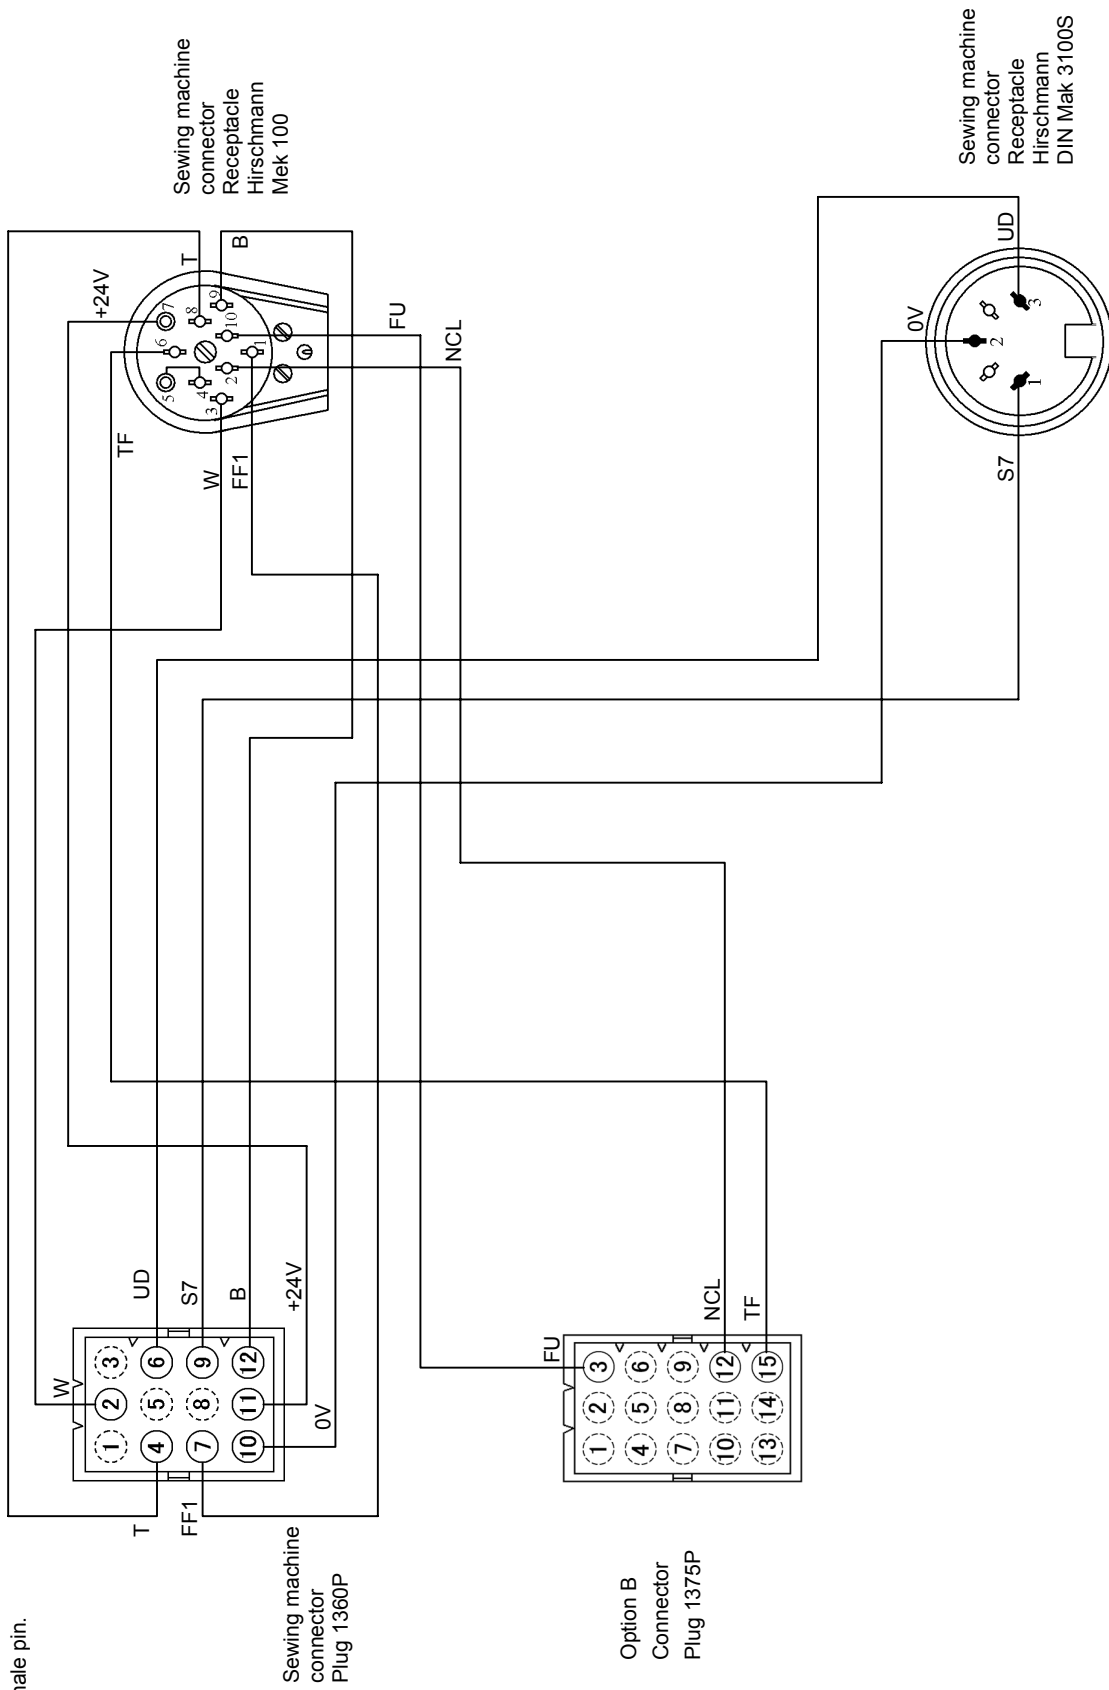 nale pin.
Sewing machine
connector
Plug 1360P
Option B
Connector
Plug 1375P
T
FF1
W
0V
UD
S7
B
+24V
1
2
3
4
5
6
7
8
9
10
11
12
FU
NCL
TF
1
2
3
4
5
6
7
8
9
10
11
12
13
14
15
TF
W
FF1
+24V
T
B
FU
NCL
1
2
3
4
5
6
7
8
9
10
Sewing machine
connector
Receptacle
Hirschmann
Mek 100
S7
0V
UD
1
2
3
Sewing machine
connector
Receptacle
Hirschmann
DIN Mak 3100S